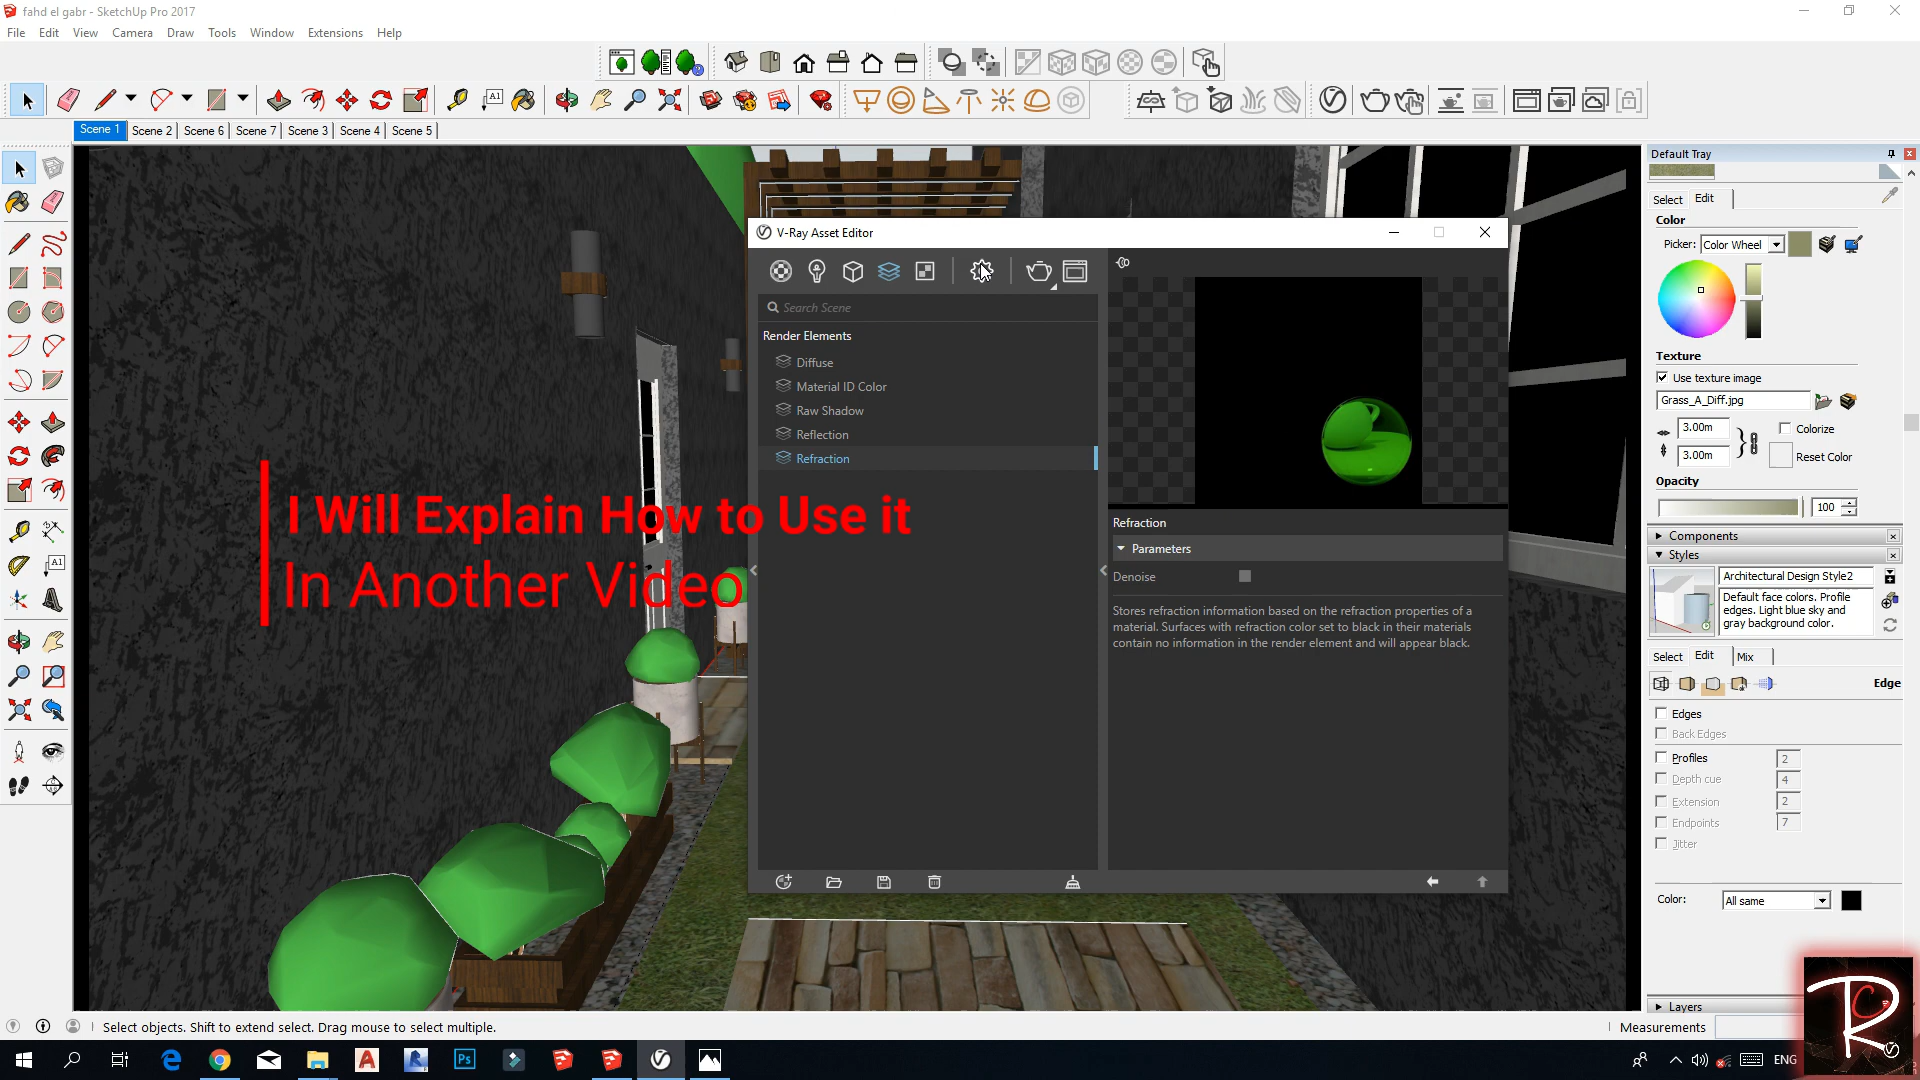 fahd el gabr - SketchUp Pro 2017
File Edit View Camera Draw Tools Window Extensions Help
Scene 1 Scene 2 Scene 6 Scene 7 Scene 3 Scene 4 Scene 5
V-Ray Asset Editor
Search Scene
Render Elements
Diffuse
Material ID Color
Raw Shadow
Reflection
Refraction
I Will Explain How to Use it
In Another Video
Refraction
Parameters
Denoise
Stores refraction information based on the refraction properties of a
material. Surfaces with refraction color set to black in their materials
contain no information in the render element and will appear black.
Default Tray
Select Edit
Color
Picker: Color Wheel
Texture
Use texture image
Grass_A_Diff.jpg
3.00m Colorize
3.00m Reset Color
Opacity
100
Components
Styles
Architectural Design Style2
Default face colors. Profile
edges. Light blue sky and
gray background color.
Select Edit Mix
Edge
Edges
Back Edges
Profiles 2
Depth cue 4
Extension 2
Endpoints 7
Jitter
Color: All same
Layers
Select objects. Shift to extend select. Drag mouse to select multiple.
Measurements
ENG